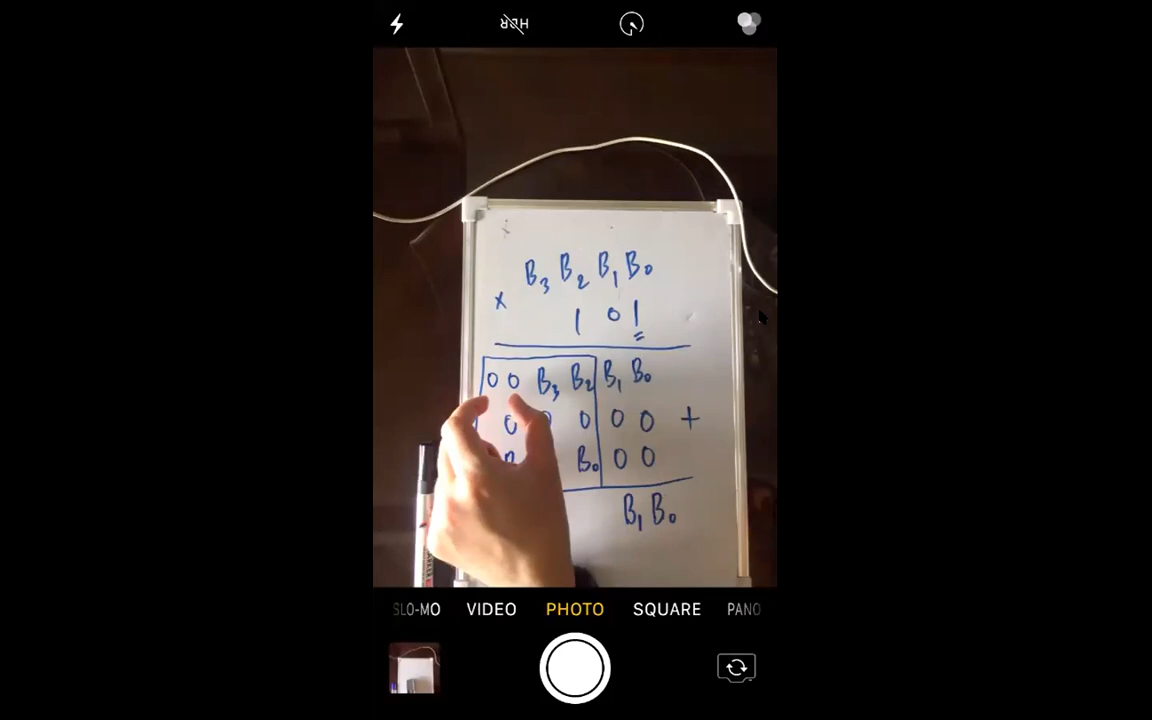 HDR
B₃ B₂ B₁ B₀
× 1 0 1
0 0 B₃ B₂ B₁ B₀
0 0 0 0 0 +
B₀ 0 0
B₁ B₀
SLO-MO VIDEO PHOTO SQUARE PANO